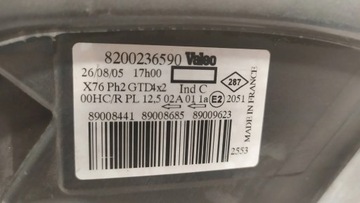 8200236590 Valeo
26/08/05 17h00
287
X76 Ph2 GTD4x2 Ind C
00HC/R PL 12.5 02A 01 1a E2 2051
89008441 89008685 89009623
MADE IN FRANCE
2553